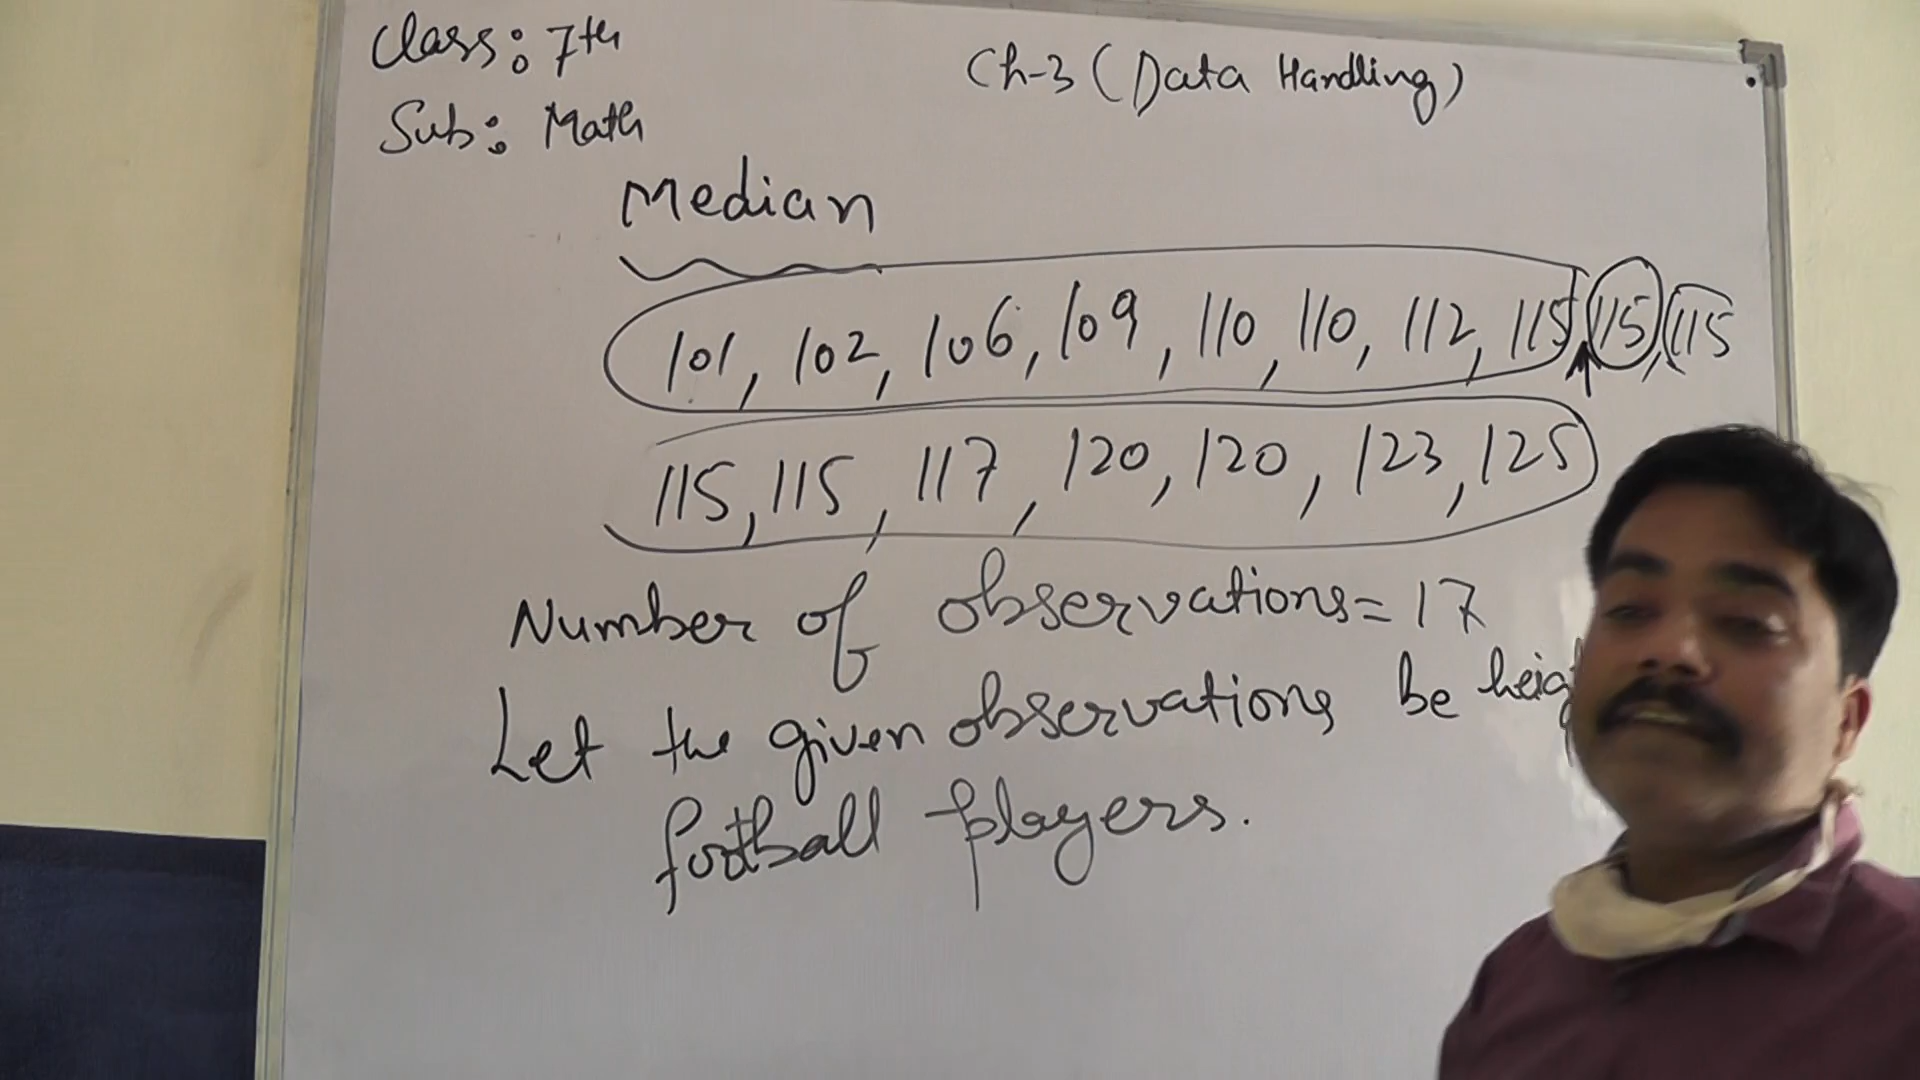 Class: 7th
Ch-3 (Data Handling)
Sub: Math
Median
101, 102, 106, 109, 110, 110, 112, 115, 115, 115
115, 115, 117, 120, 120, 123, 125
Number of observations = 17
Let the given observations be
football players.